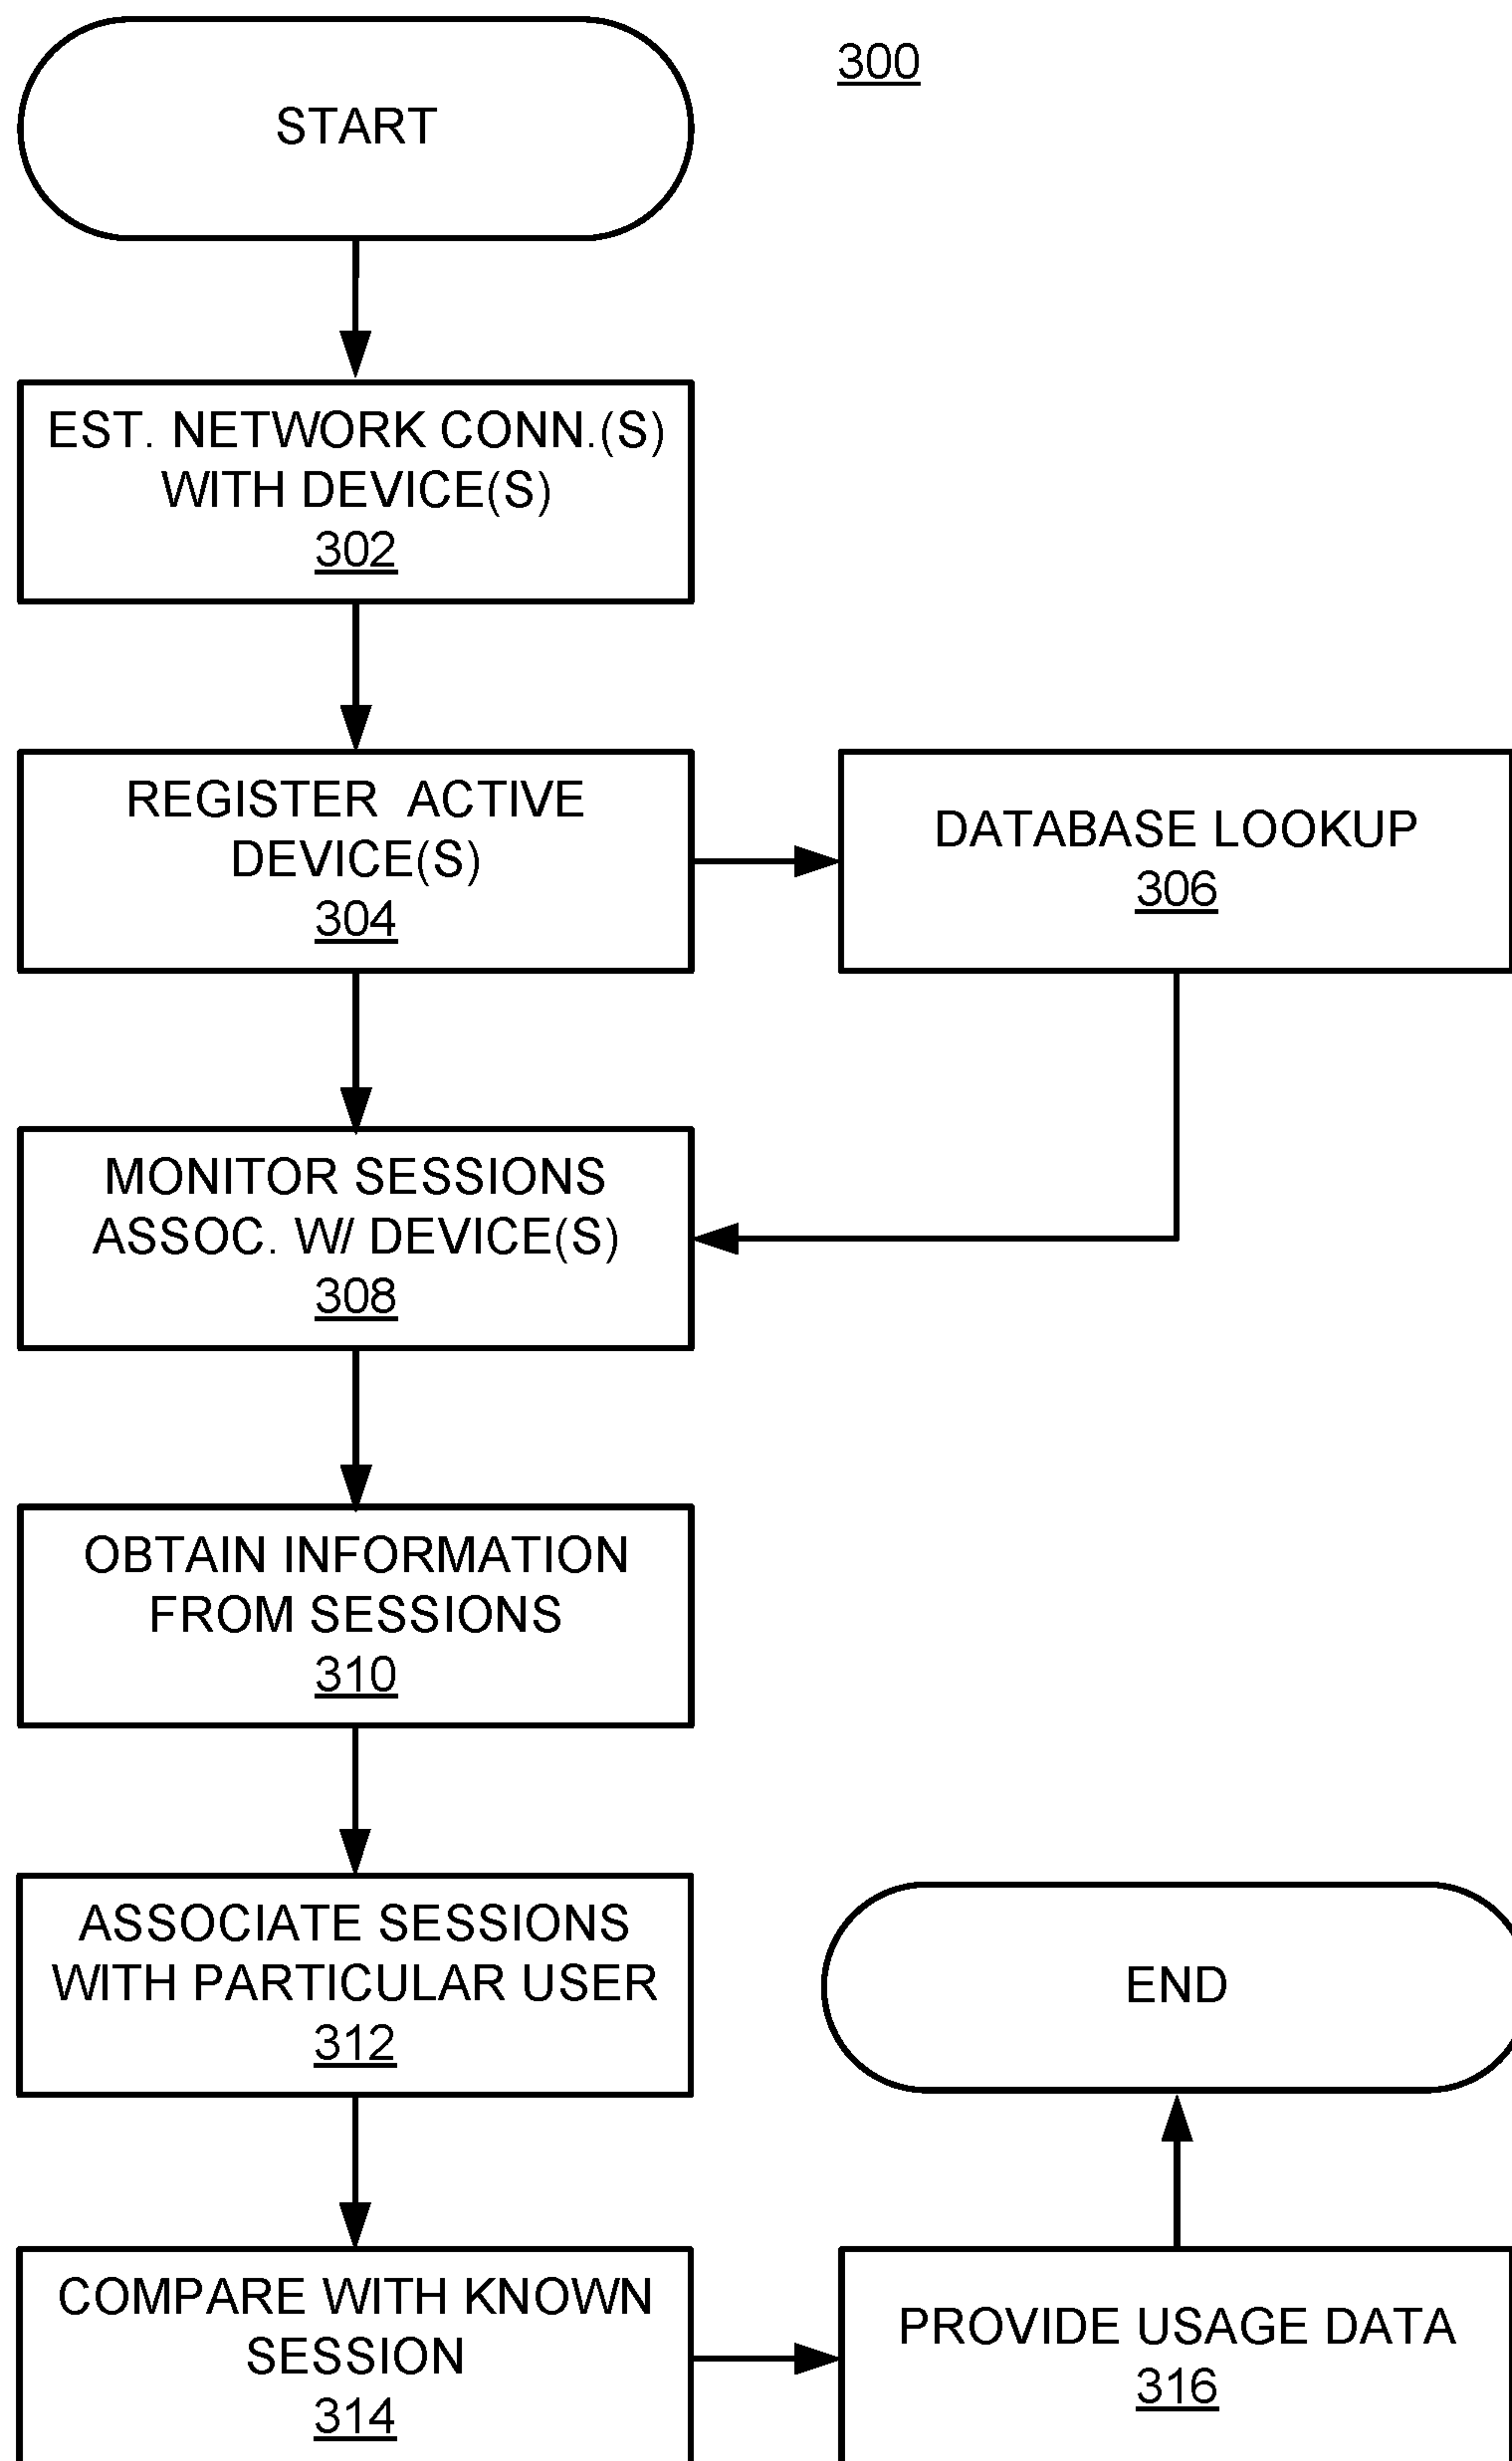 START
300
EST. NETWORK CONN.(S)
WITH DEVICE(S)
302
REGISTER ACTIVE
DEVICE(S)
304
DATABASE LOOKUP
306
MONITOR SESSIONS
ASSOC. W/ DEVICE(S)
308
OBTAIN INFORMATION
FROM SESSIONS
310
ASSOCIATE SESSIONS
WITH PARTICULAR USER
312
END
COMPARE WITH KNOWN
SESSION
314
PROVIDE USAGE DATA
316